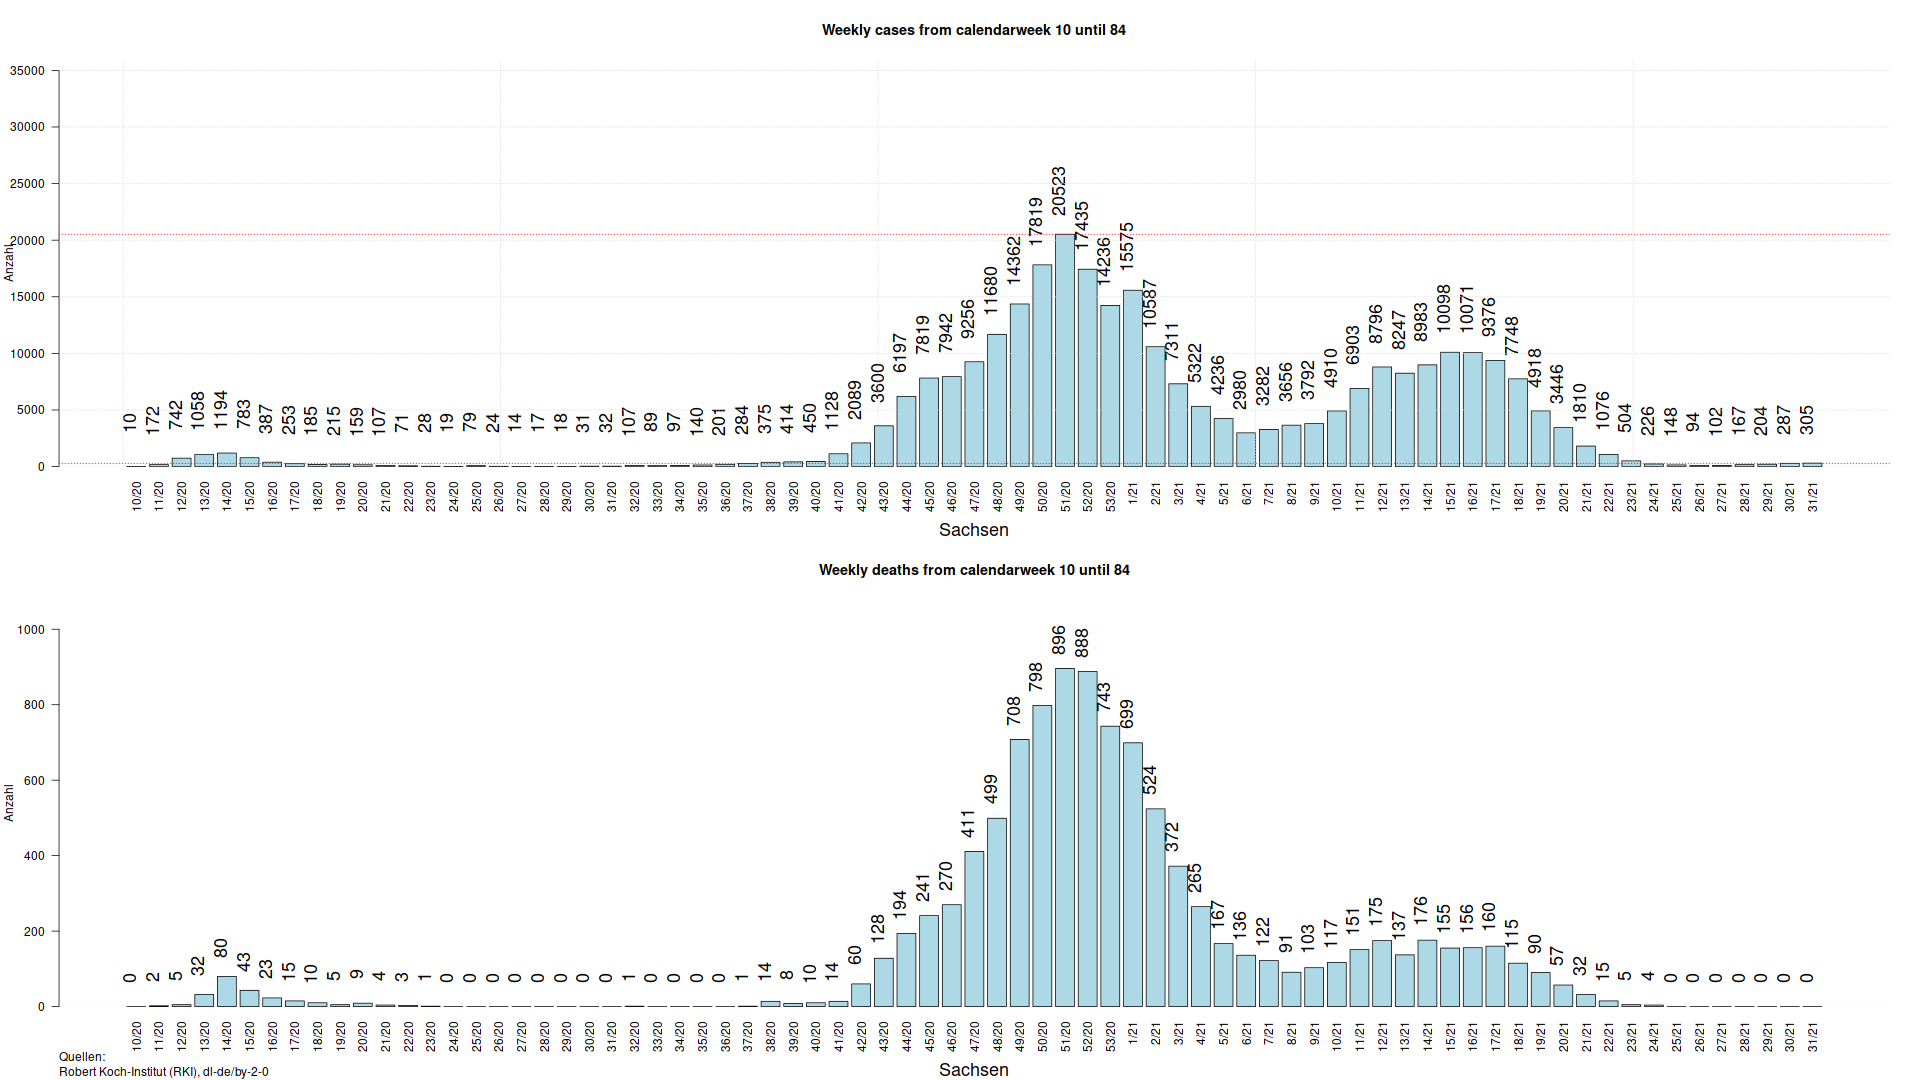 Weekly cases from calendarweek 10 until 84
Anzahl
35000
30000
25000
20000
15000
10000
5000
0
10 172 742 1058 1194 783 387 253 185 215 159 107 71 28 19 79 24 14 17 18 31 32 107 89 97 140 201 284 375 414 450 1128 2089 3600 6197 7819 7942 9256 11680 14362 17819 20523 17435 14236 15575 10587 7311 5322 4236 2980 3282 3656 3792 4910 6903 8796 8247 8983 10098 10071 9376 7748 4918 3446 1810 1076 504 226 148 94 102 167 204 287 305
10/20 11/20 12/20 13/20 14/20 15/20 16/20 17/20 18/20 19/20 20/20 21/20 22/20 23/20 24/20 25/20 26/20 27/20 28/20 29/20 30/20 31/20 32/20 33/20 34/20 35/20 36/20 37/20 38/20 39/20 40/20 41/20 42/20 43/20 44/20 45/20 46/20 47/20 48/20 49/20 50/20 51/20 52/20 53/20 1/21 2/21 3/21 4/21 5/21 6/21 7/21 8/21 9/21 10/21 11/21 12/21 13/21 14/21 15/21 16/21 17/21 18/21 19/21 20/21 21/21 22/21 23/21 24/21 25/21 26/21 27/21 28/21 29/21 30/21 31/21
Sachsen
Weekly deaths from calendarweek 10 until 84
Anzahl
1000
800
600
400
200
0
0 2 5 32 80 43 23 15 10 5 9 4 3 1 0 0 0 0 0 0 0 0 1 0 0 0 0 1 14 8 10 14 60 128 194 241 270 411 499 708 798 896 888 743 699 524 372 265 167 136 122 91 103 117 151 175 137 176 155 156 160 115 90 57 32 15 5 4 0 0 0 0 0 0 0
10/20 11/20 12/20 13/20 14/20 15/20 16/20 17/20 18/20 19/20 20/20 21/20 22/20 23/20 24/20 25/20 26/20 27/20 28/20 29/20 30/20 31/20 32/20 33/20 34/20 35/20 36/20 37/20 38/20 39/20 40/20 41/20 42/20 43/20 44/20 45/20 46/20 47/20 48/20 49/20 50/20 51/20 52/20 53/20 1/21 2/21 3/21 4/21 5/21 6/21 7/21 8/21 9/21 10/21 11/21 12/21 13/21 14/21 15/21 16/21 17/21 18/21 19/21 20/21 21/21 22/21 23/21 24/21 25/21 26/21 27/21 28/21 29/21 30/21 31/21
Sachsen
Quellen:
Robert Koch-Institut (RKI), dl-de/by-2-0